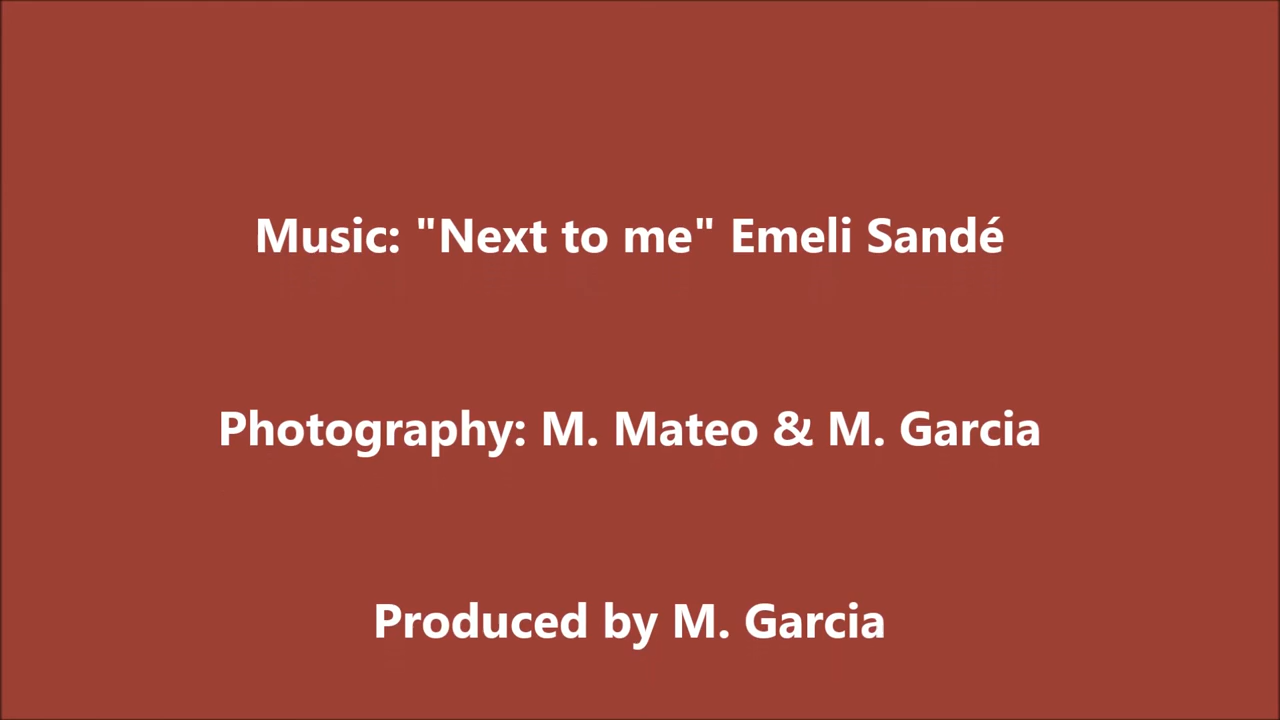 Music: "Next to me" Emeli Sandé
Photography: M. Mateo & M. Garcia
Produced by M. Garcia